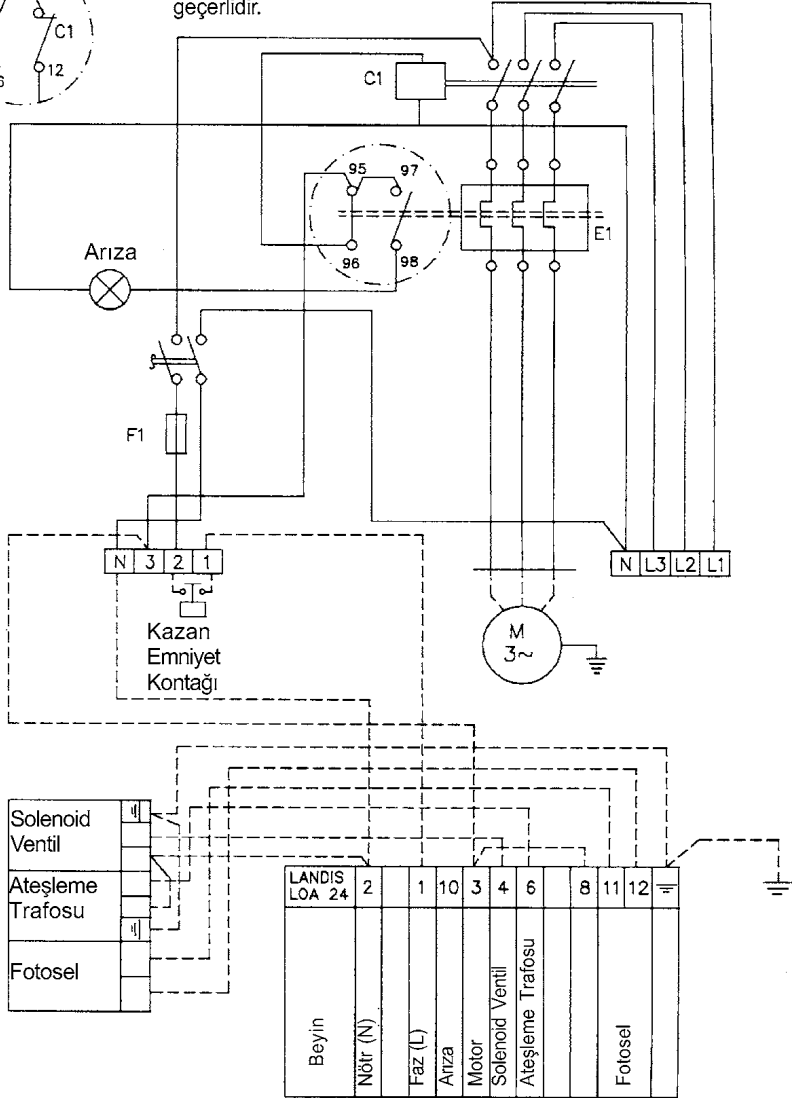 geçerlidir.
C1
12
C1
95
97
96
98
E1
Arıza
F1
N 3 2 1
N L3 L2 L1
Kazan
Emniyet
Kontağı
M
3~
Solenoid
Ventil
Ateşleme
Trafosu
Fotosel
LANDIS
LOA 24
2 1 10 3 4 6 8 11 12
Beyin
Nötr (N)
Faz (L)
Arıza
Motor
Solenoid Ventil
Ateşleme Trafosu
Fotosel